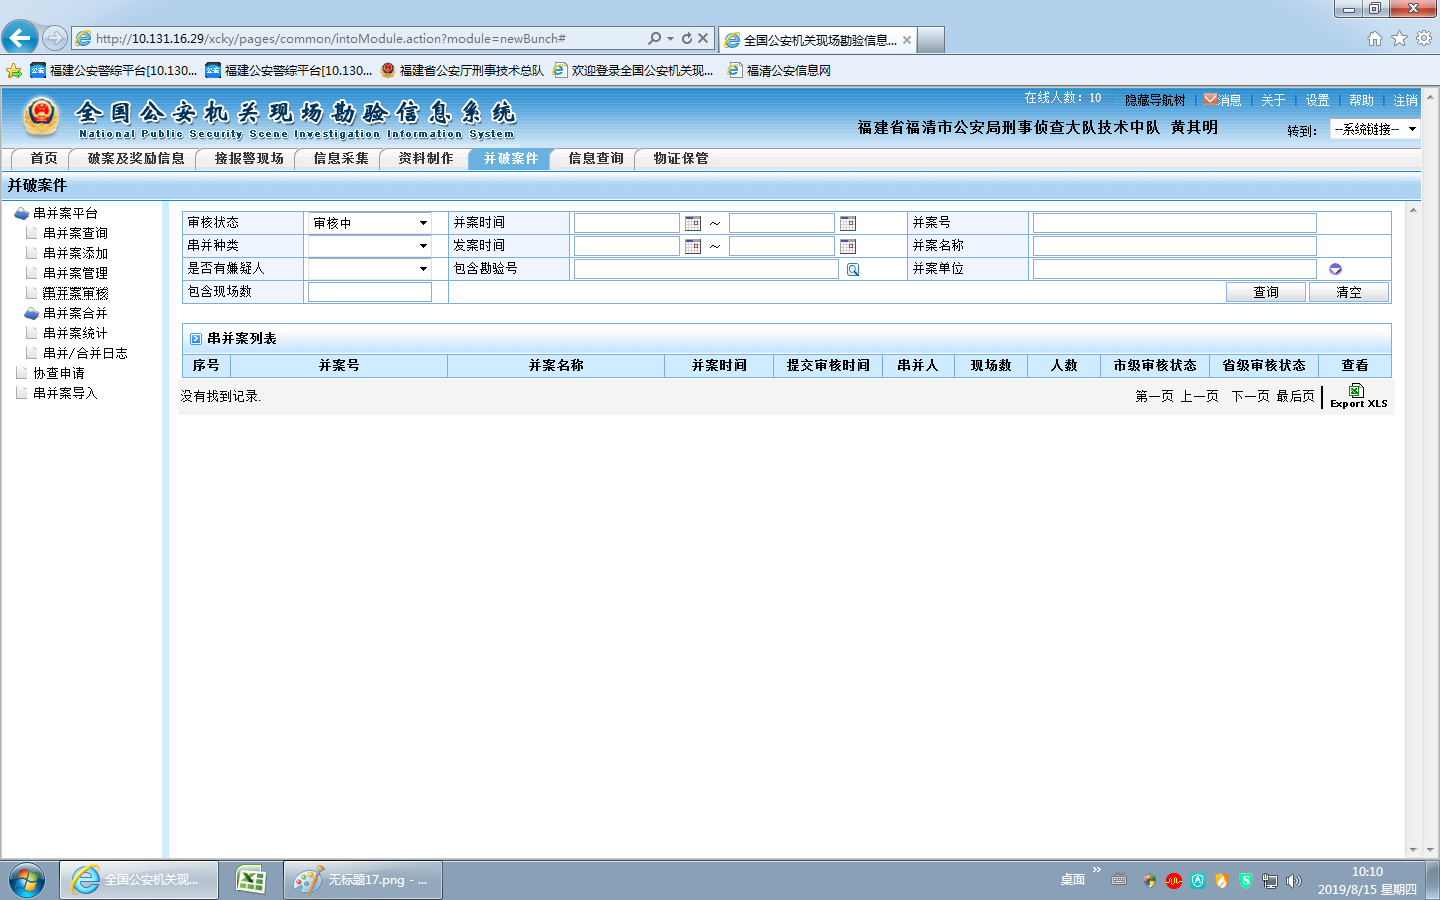 http://10.131.16.29/xcky/pages/common/intoModule.action?module=newBunch#
全国公安机关现场勘验信息...
福建公安警综平台[10.130... 福建公安警综平台[10.130... 福建省公安厅刑事技术总队 欢迎登录全国公安机关现... 福清公安信息网
全国公安机关现场勘验信息系统
National Public Security Scene Investigation Information System
在线人数：10 隐藏导航树 消息 关于 设置 帮助 注销
福建省福清市公安局刑事侦查大队技术中队 黄其明
转到： --系统链接--
首页 破案及奖励信息 接报警现场 信息采集 资料制作 并破案件 信息查询 物证保管
并破案件
串并案平台
串并案查询
串并案添加
串并案管理
串并案审核
串并案合并
串并案统计
串并/合并日志
协查申请
串并案导入
审核状态 审核中 并案时间 ～ 并案号
串并种类 发案时间 ～ 并案名称
是否有嫌疑人 包含勘验号 并案单位
包含现场数 查询 清空
串并案列表
序号 并案号 并案名称 并案时间 提交审核时间 串并人 现场数 人数 市级审核状态 省级审核状态 查看
没有找到记录. 第一页 上一页 下一页 最后页 Export XLS
全国公安机关现... 无标题17.png - ... 桌面 10:10
2019/8/15 星期四